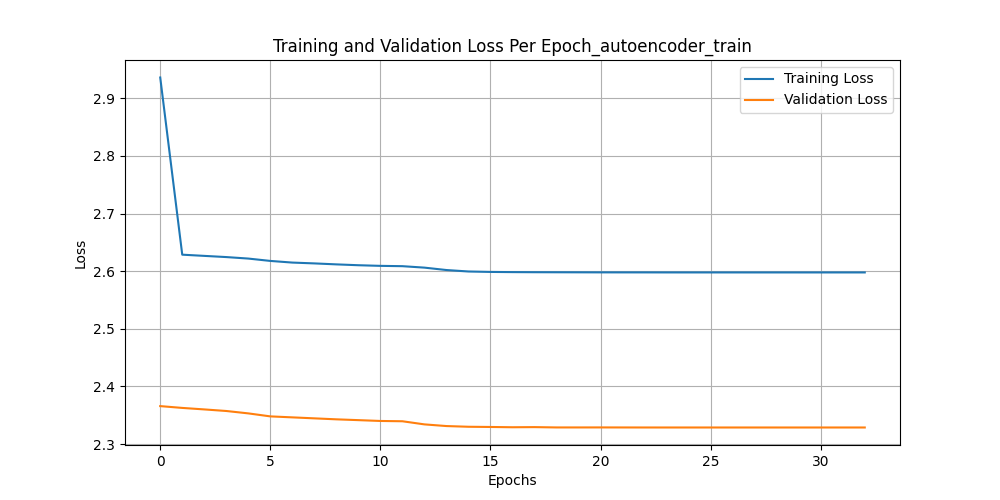 Training and Validation Loss Per Epoch_autoencoder_train
Training Loss
Validation Loss
2.9
2.8
2.7
2.6
2.5
2.4
2.3
Loss
0 5 10 15 20 25 30
Epochs